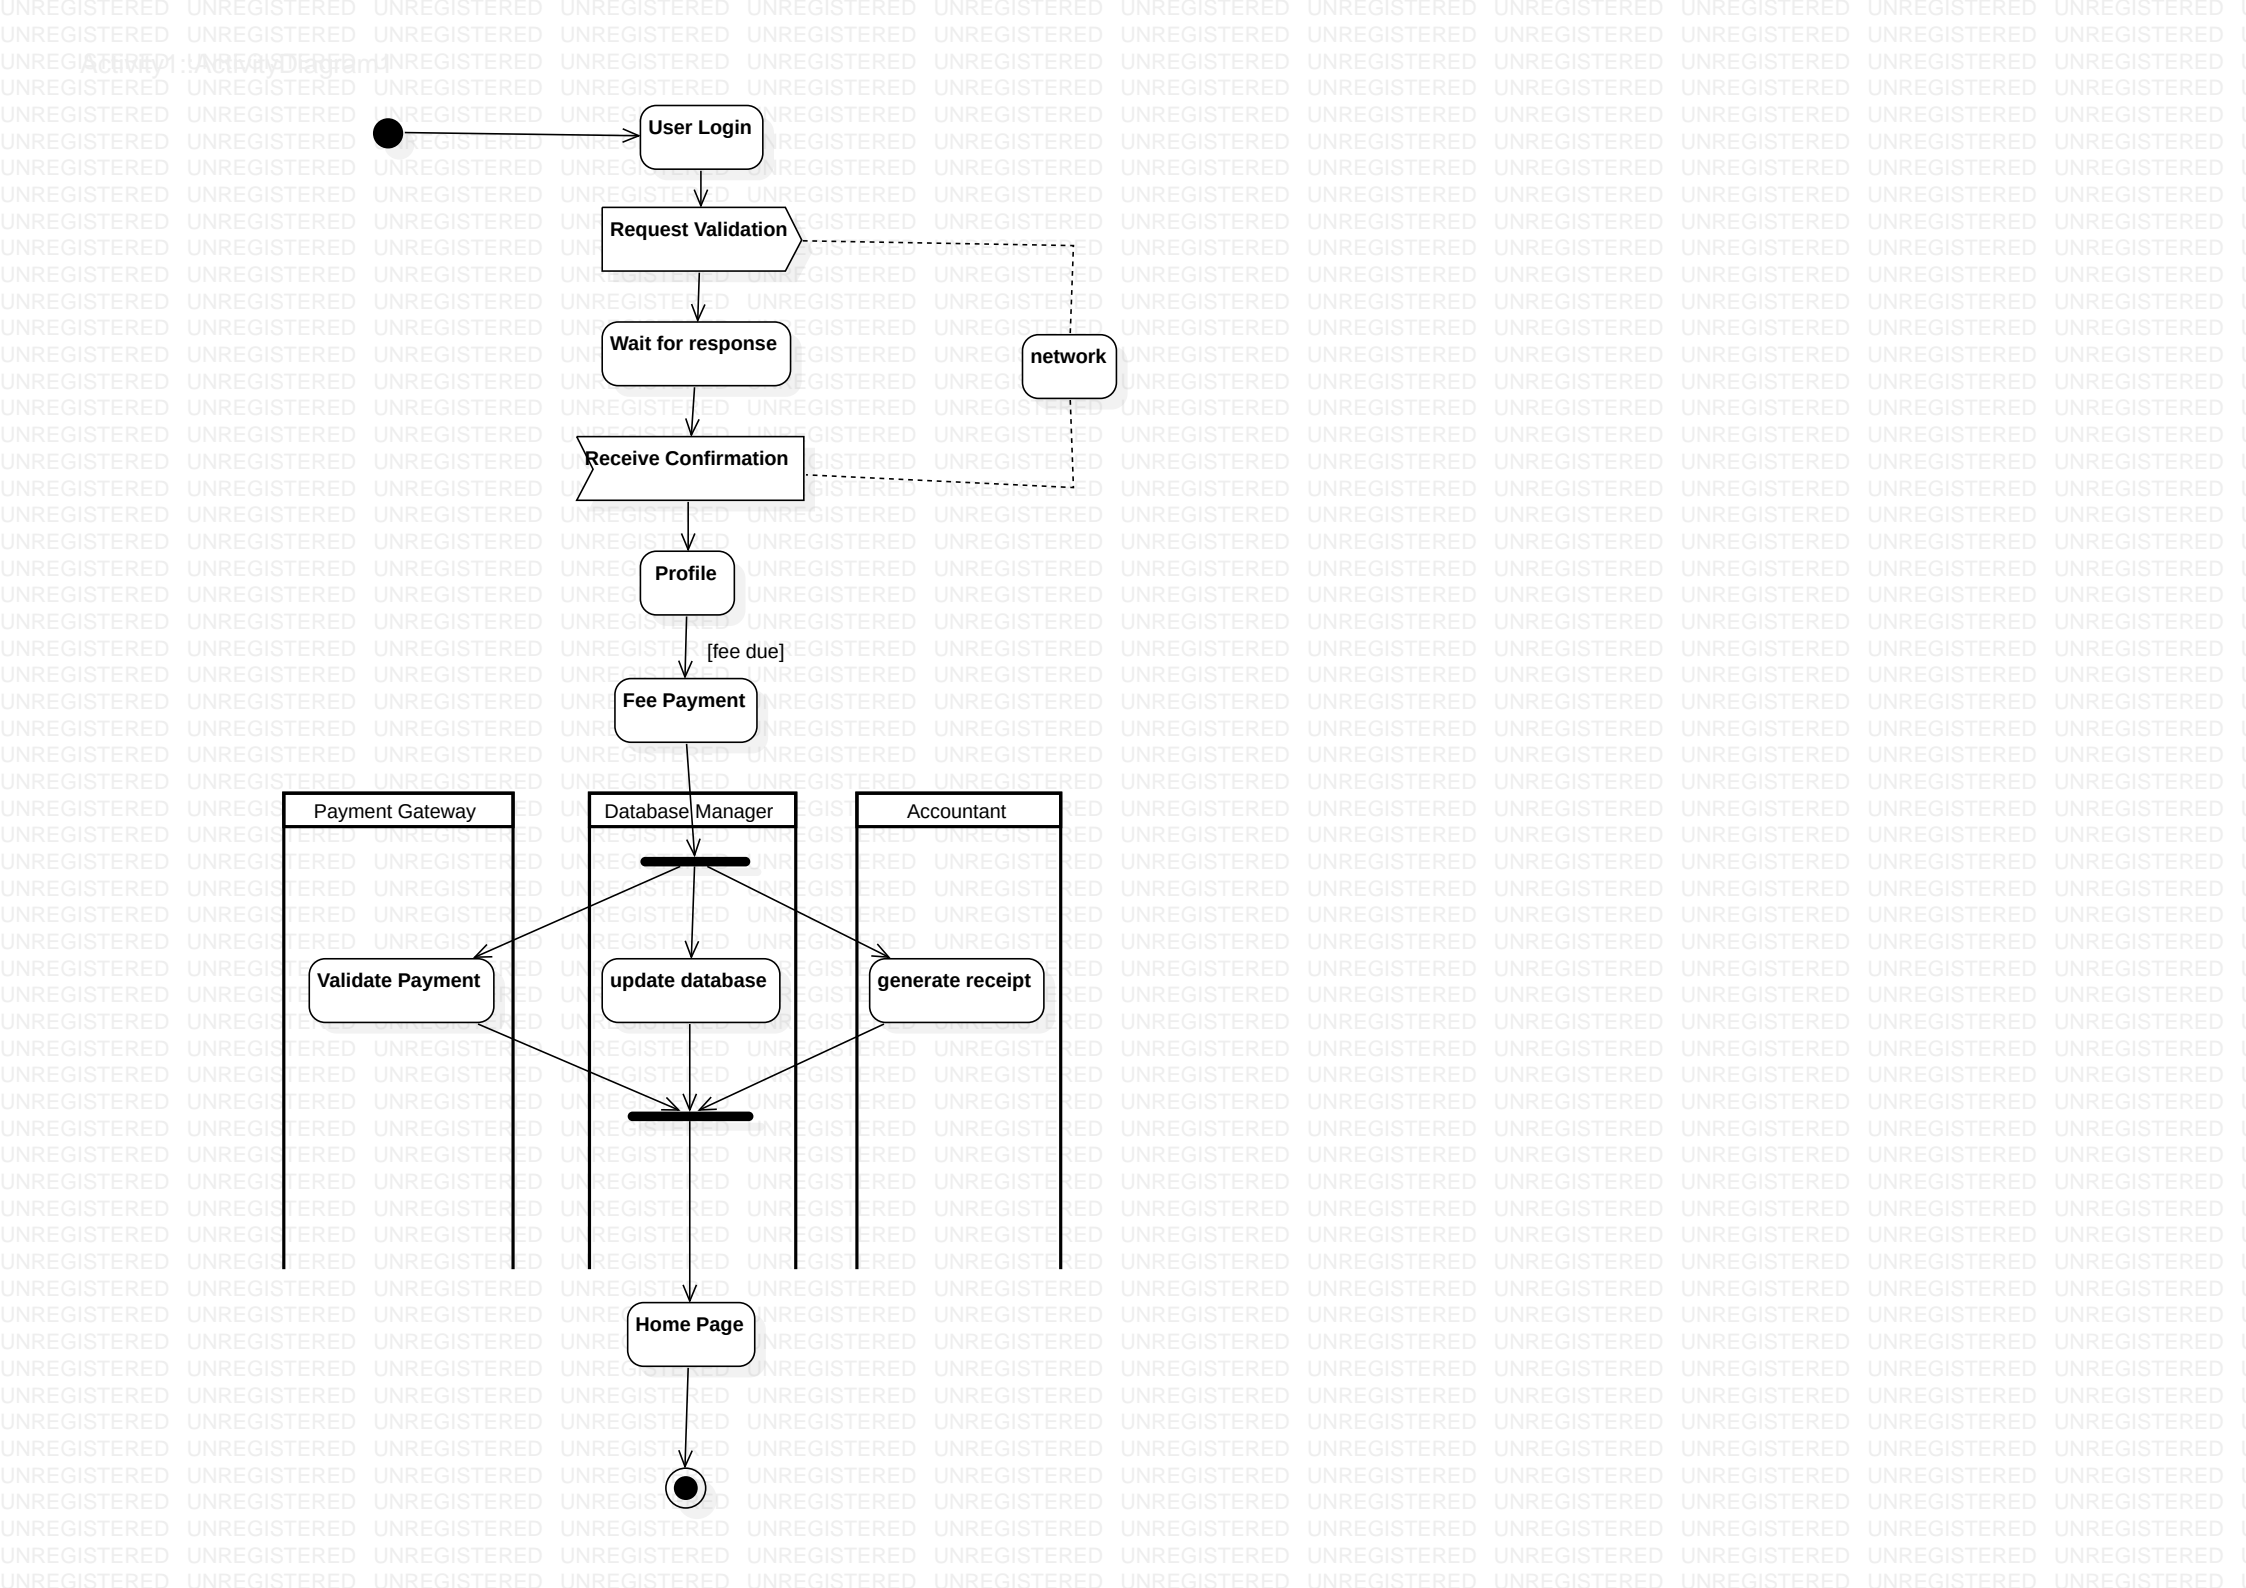 Activity1::ActivityDiagram1
User Login
Request Validation
Wait for response
network
Receive Confirmation
Profile
[fee due]
Fee Payment
Payment Gateway
Database Manager
Accountant
Validate Payment
update database
generate receipt
Home Page
UNREGISTERED